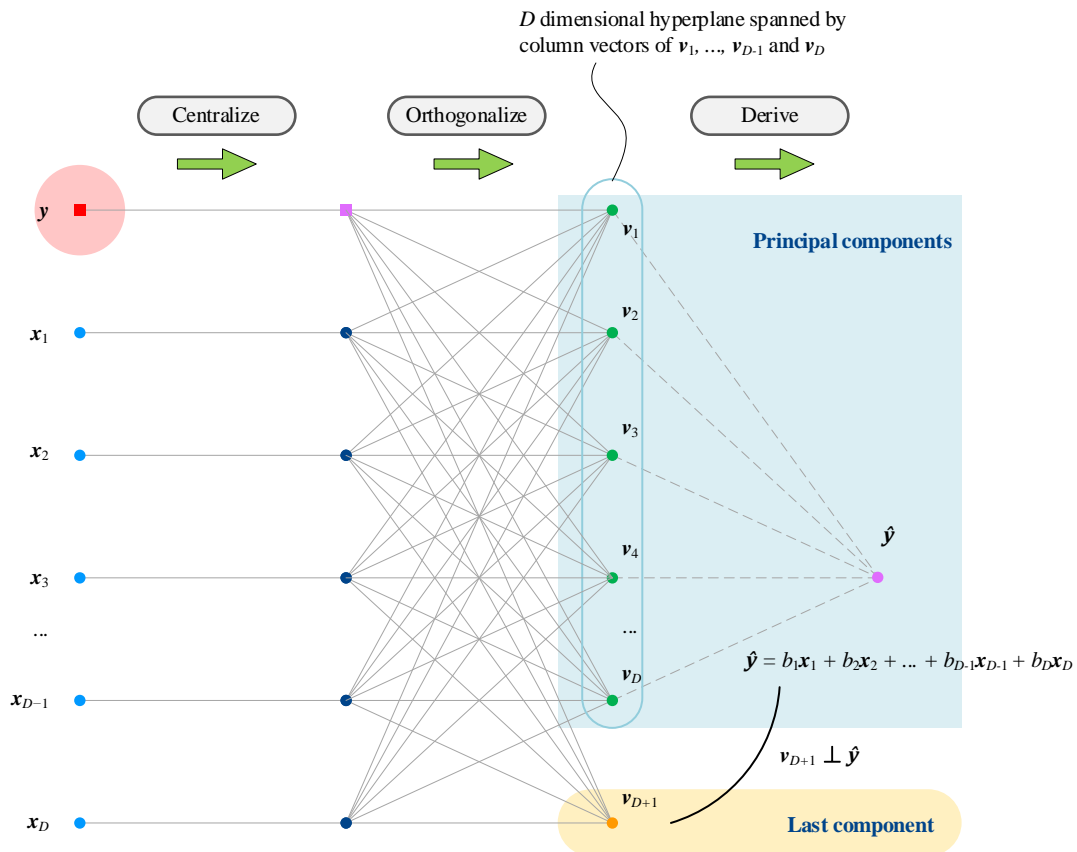 D dimensional hyperplane spanned by
column vectors of v1, ..., vD-1 and vD
Centralize
Orthogonalize
Derive
y
v1
Principal components
x1
v2
x2
v3
x3
v4
ŷ
...
...
ŷ = b1x1 + b2x2 + ... + bD-1xD-1 + bDxD
xD−1
vD
vD+1 ⊥ ŷ
vD+1
xD
Last component